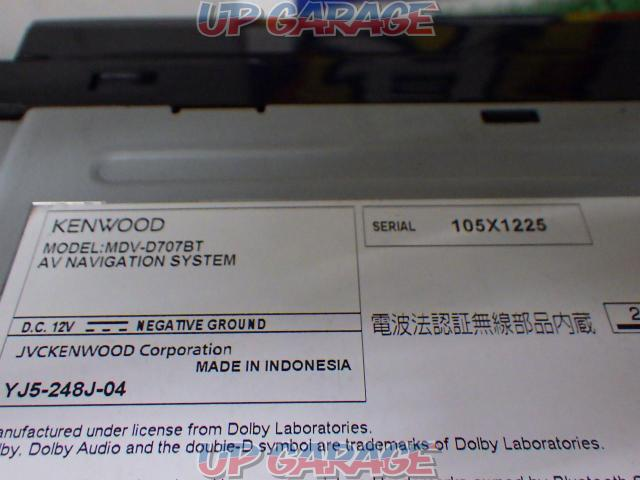 UP GARAGE
KENWOOD
MODEL:MDV-D707BT
AV NAVIGATION SYSTEM
SERIAL 105X1225
D.C. 12V NEGATIVE GROUND
電波法認証無線部品内蔵 2
JVCKENWOOD Corporation
MADE IN INDONESIA
YJ5-248J-04
anufactured under license from Dolby Laboratories.
lby, Dolby Audio and the double-D symbol are trademarks of Dolby Laboratories.
UP GARAGE